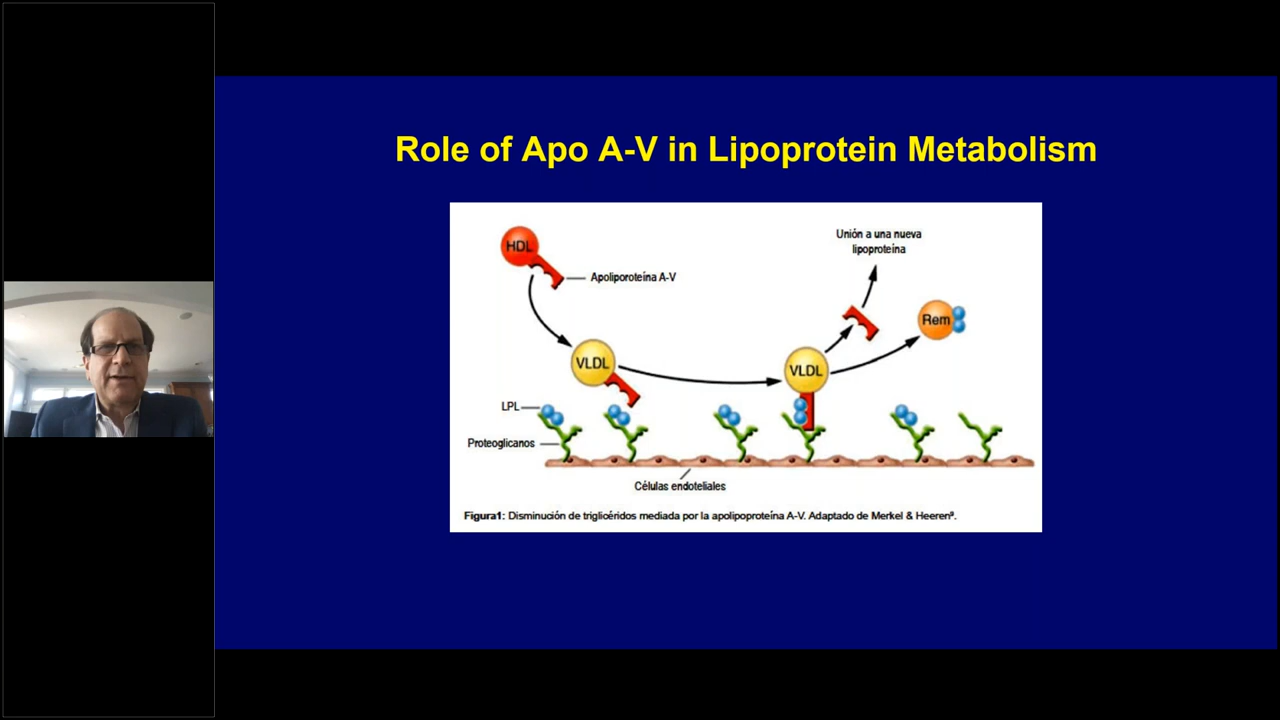 Role of Apo A-V in Lipoprotein Metabolism
HDL
Apoliporoteína A-V
Unión a una nueva
lipoproteína
Rem
VLDL
VLDL
LPL
Proteoglicanos
Células endoteliales
Figura1: Disminución de triglicéridos mediada por la apolipoproteína A-V. Adaptado de Merkel & Heeren⁹.